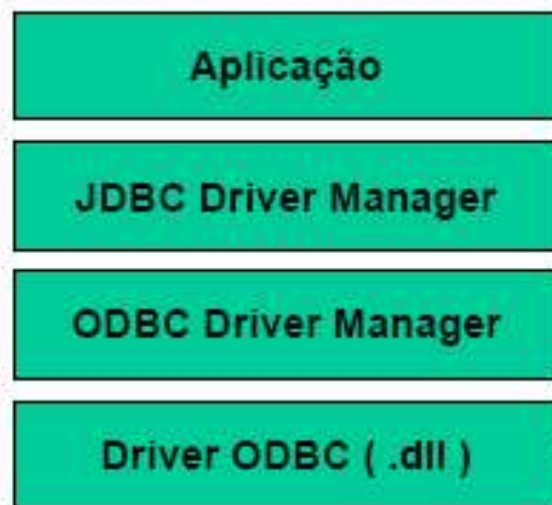 Aplicação
JDBC Driver Manager
ODBC Driver Manager
Driver ODBC ( .dll )